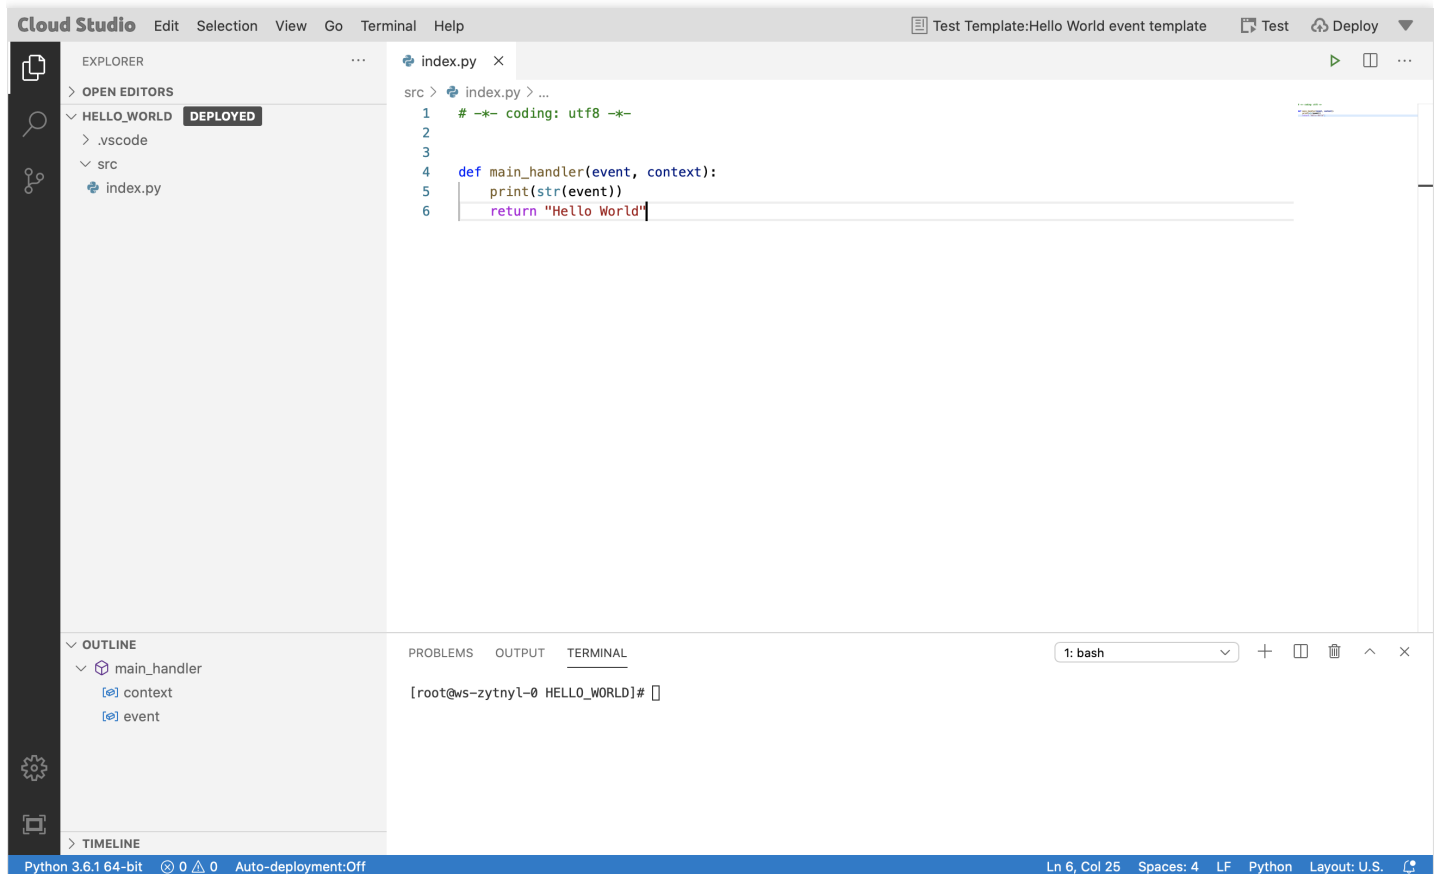 Cloud Studio Edit Selection View Go Terminal Help Test Template:Hello World event template Test Deploy
EXPLORER
OPEN EDITORS
HELLO_WORLD DEPLOYED
.vscode
src
index.py
index.py
src > index.py > ...
1 # -*- coding: utf8 -*-
2
3
4 def main_handler(event, context):
5 print(str(event))
6 return "Hello World"
OUTLINE
main_handler
context
event
TIMELINE
PROBLEMS OUTPUT TERMINAL 1: bash
[root@ws-zytnyl-0 HELLO_WORLD]#
Python 3.6.1 64-bit 0 0 Auto-deployment:Off Ln 6, Col 25 Spaces: 4 LF Python Layout: U.S.